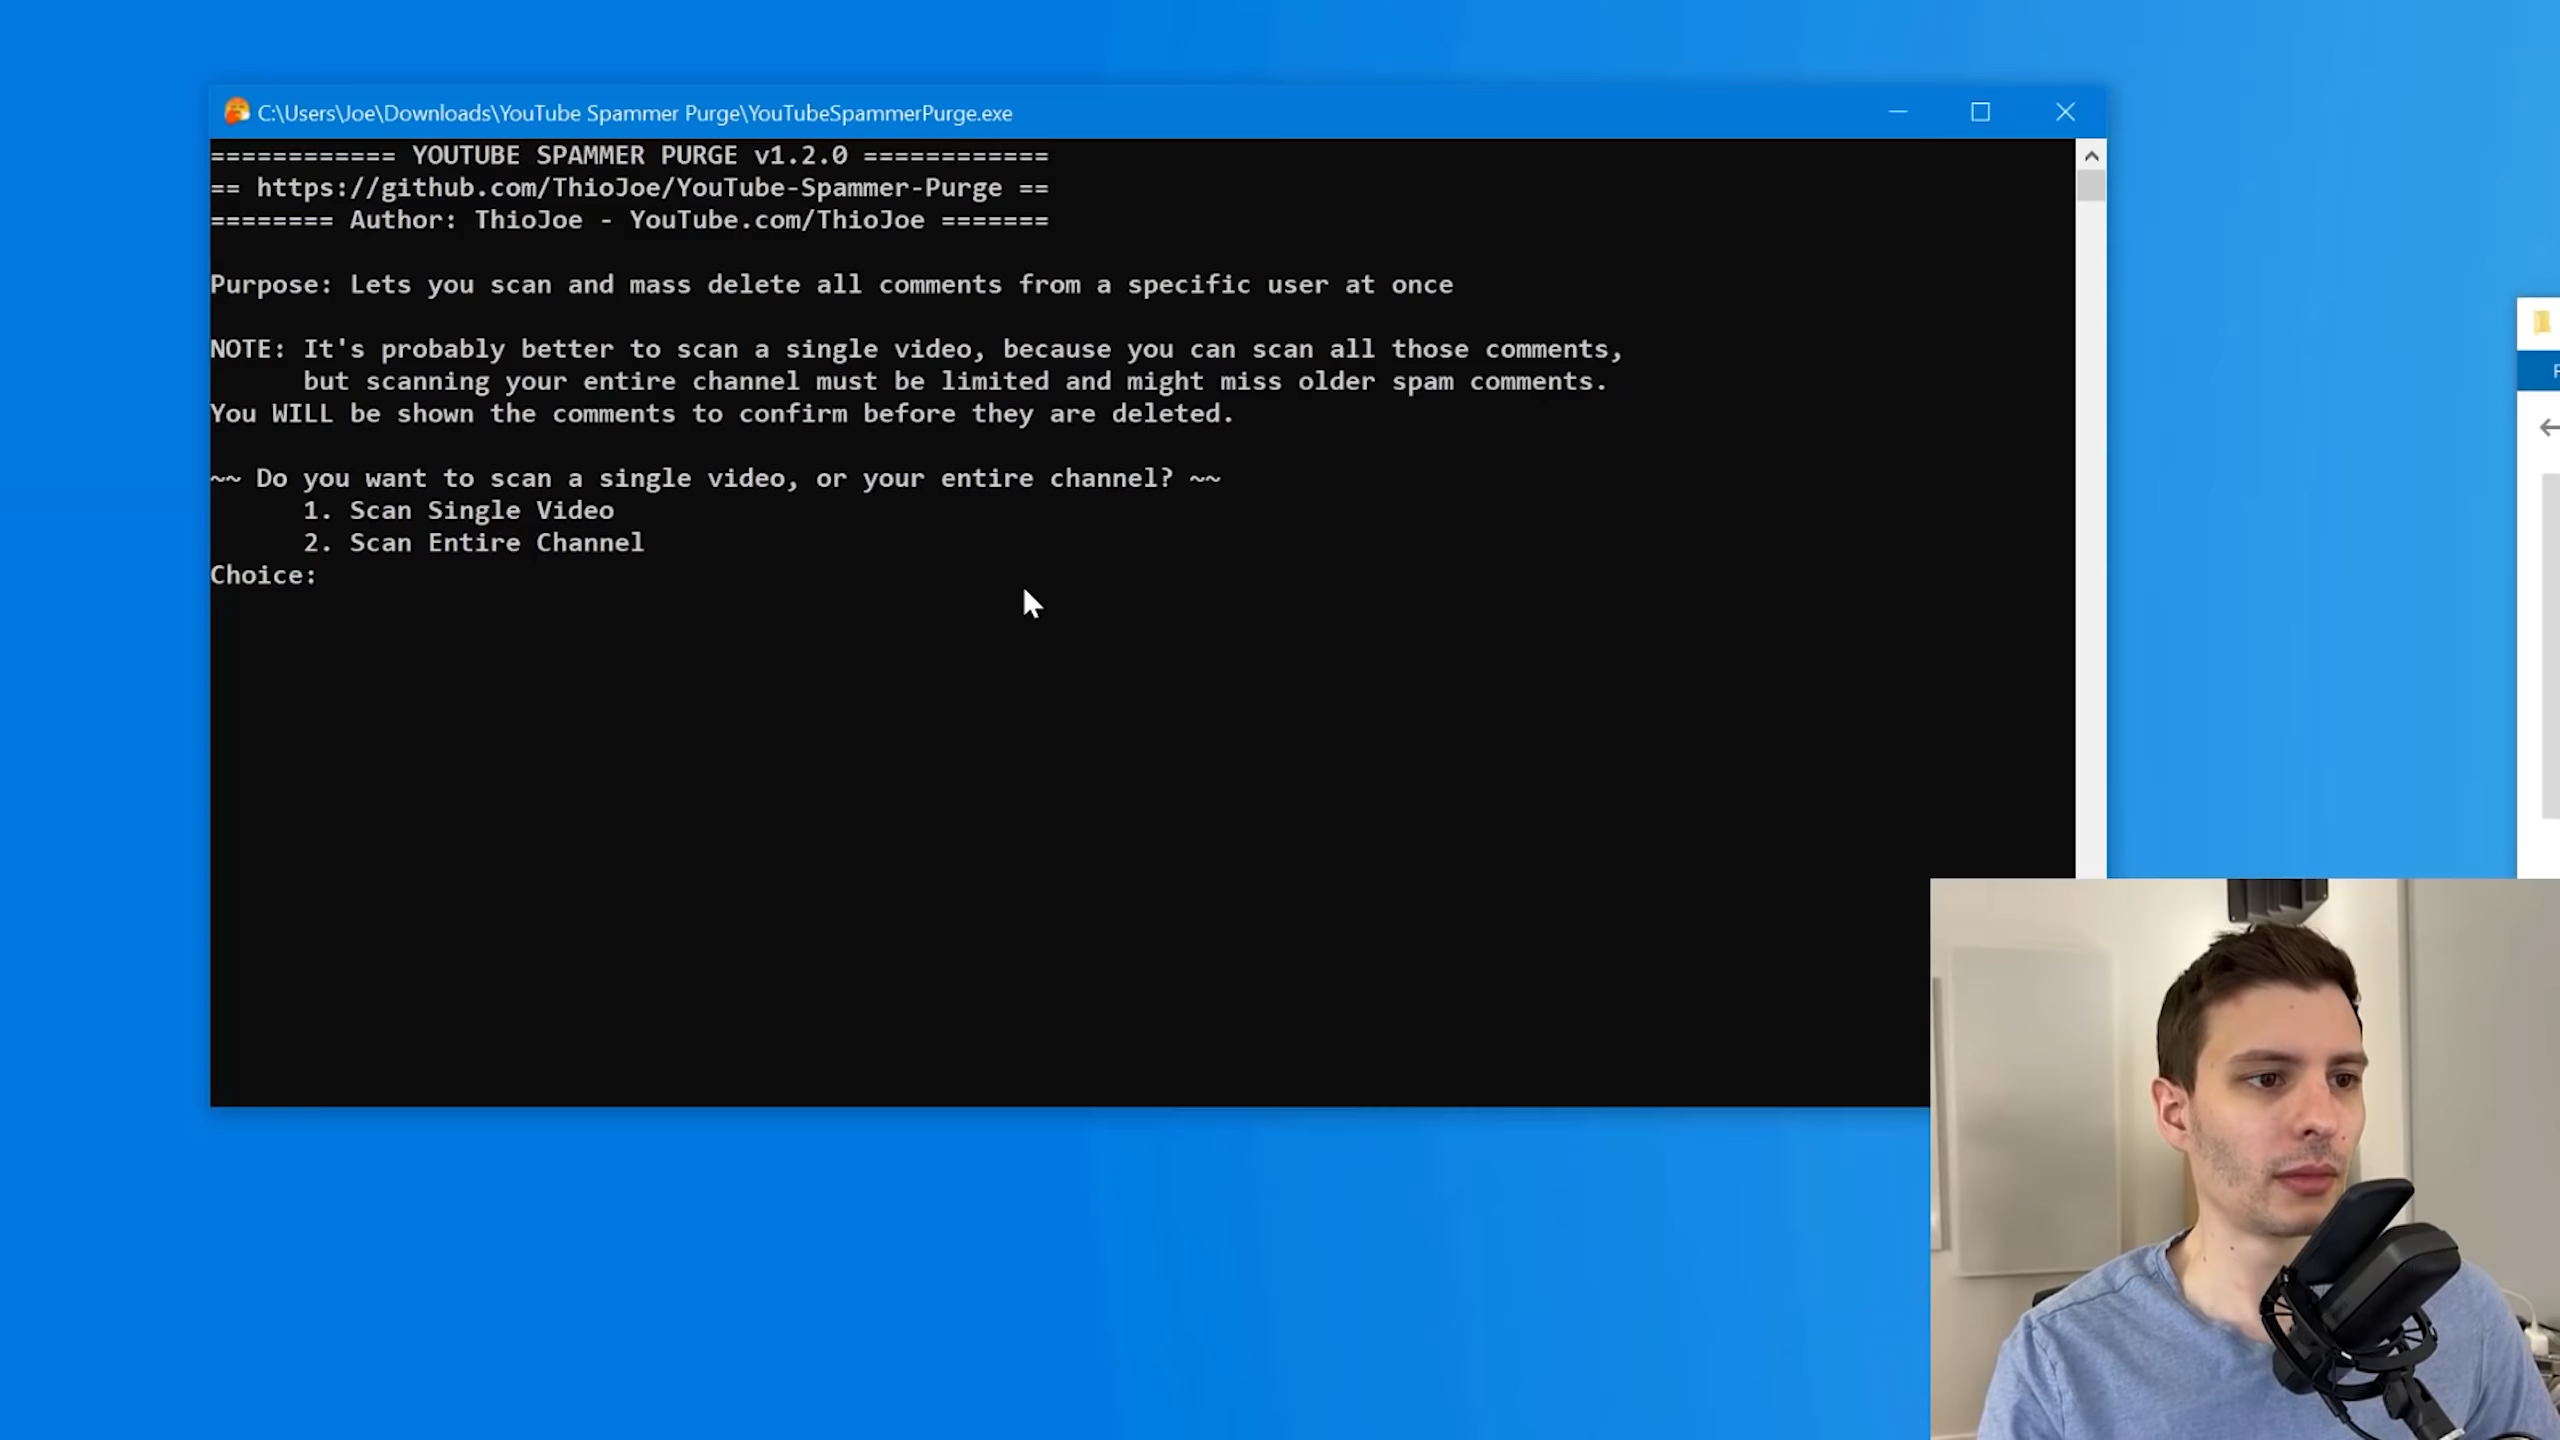 C:\Users\Joe\Downloads\YouTube Spammer Purge\YouTubeSpammerPurge.exe
============ YOUTUBE SPAMMER PURGE v1.2.0 ============
== https://github.com/ThioJoe/YouTube-Spammer-Purge ==
======== Author: ThioJoe - YouTube.com/ThioJoe =======
Purpose: Lets you scan and mass delete all comments from a specific user at once
NOTE: It's probably better to scan a single video, because you can scan all those comments,
but scanning your entire channel must be limited and might miss older spam comments.
You WILL be shown the comments to confirm before they are deleted.
~~ Do you want to scan a single video, or your entire channel? ~~
1. Scan Single Video
2. Scan Entire Channel
Choice: